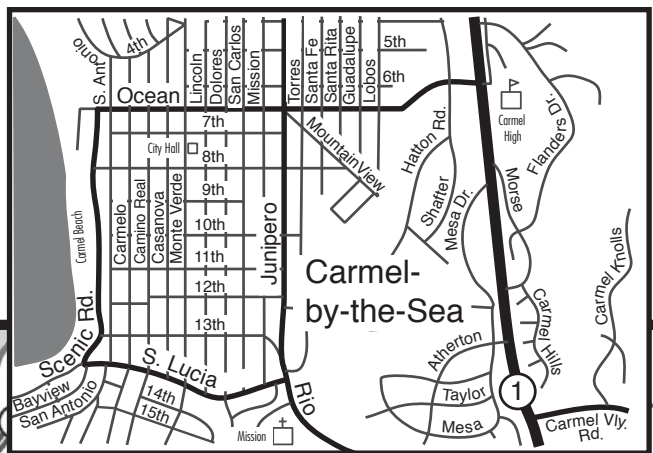 S. Ant
onio
4th
Lincoln
Dolores
San Carlos
Mission
Torres
Santa Fe
Santa Rita
Guadalupe
Lobos
5th
6th
Ocean
7th
City Hall
8th
Mountain View
Hatton Rd.
Shafter
Mesa Dr.
Morse
Flanders Dr.
Carmel
High
Carmel Beach
Carmelo
Camino Real
Casanova
Monte Verde
9th
10th
11th
12th
13th
Junipero
Carmel-
by-the-Sea
Carmel Knolls
Carmel Hills
Scenic Rd.
S. Lucia
Rio
Atherton
Taylor
Mesa
1
Carmel Vly.
Rd.
Bayview
San Antonio
14th
15th
Mission